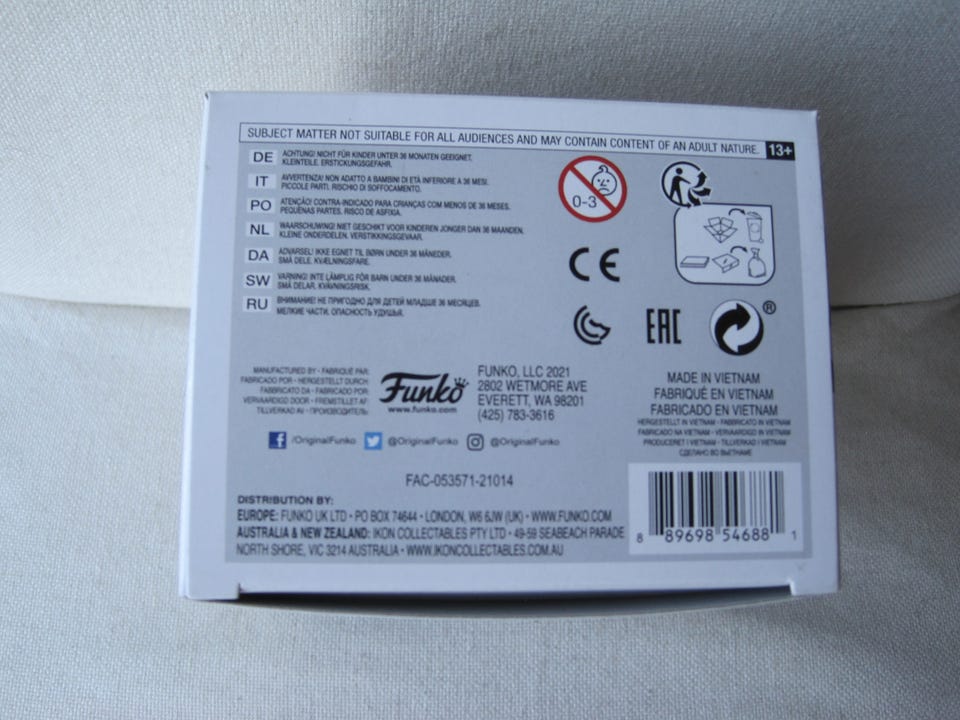 SUBJECT MATTER NOT SUITABLE FOR ALL AUDIENCES AND MAY CONTAIN CONTENT OF AN ADULT NATURE. 13+
DE ACHTUNG! NICHT FÜR KINDER UNTER 36 MONATEN GEEIGNET.
KLEINTEILE. ERSTICKUNGSGEFAHR.
IT AVVERTENZA! NON ADATTO A BAMBINI DI ETÀ INFERIORE A 36 MESI.
PICCOLE PARTI. RISCHIO DI SOFFOCAMENTO.
PO ATENÇÃO! CONTRA-INDICADO PARA CRIANÇAS COM MENOS DE 36 MESES.
PEQUENAS PARTES. RISCO DE ASFIXIA.
NL WAARSCHUWING! NIET GESCHIKT VOOR KINDEREN JONGER DAN 36 MAANDEN.
KLEINE ONDERDELEN. VERSTIKKINGSGEVAAR.
DA ADVARSEL! IKKE EGNET TIL BØRN UNDER 36 MÅNEDER.
SMÅ DELE. KVÆLNINGSFARE.
SW VARNING! INTE LÄMPLIG FÖR BARN UNDER 36 MÅNADER.
SMÅ DELAR. KVÄVNINGSRISK.
RU ВНИМАНИЕ! НЕ ПРИГОДНО ДЛЯ ДЕТЕЙ МЛАДШЕ 36 МЕСЯЦЕВ.
МЕЛКИЕ ЧАСТИ. ОПАСНОСТЬ УДУШЬЯ.
0-3
CE
EAC
®
MANUFACTURED BY • FABRIQUÉ PAR:
FABRICADO POR • HERGESTELLT DURCH:
FABBRICATO DA • FABRICADO POR:
VERVAARDIGD DOOR • FREMSTILLET AF:
TILLVERKAD AV • ПРОИЗВОДИТЕЛЬ:
Funko
www.funko.com
FUNKO, LLC 2021
2802 WETMORE AVE
EVERETT, WA 98201
(425) 783-3616
/OriginalFunko @OriginalFunko @OriginalFunko
MADE IN VIETNAM
FABRIQUÉ EN VIETNAM
FABRICADO EN VIETNAM
HERGESTELLT IN VIETNAM • FABBRICATO IN VIETNAM
FABRICADO NA VIETNAM • VERVAARDIGD IN VIETNAM
PRODUCERET I VIETNAM • TILLVERKAD I VIETNAM
СДЕЛАНО ВО ВЬЕТНАМЕ
FAC-053571-21014
DISTRIBUTION BY:
EUROPE: FUNKO UK LTD • PO BOX 74644 • LONDON, W6 6JW (UK) • WWW.FUNKO.COM
AUSTRALIA & NEW ZEALAND: IKON COLLECTABLES PTY LTD • 49-59 SEABEACH PARADE
NORTH SHORE, VIC 3214 AUSTRALIA • WWW.IKONCOLLECTABLES.COM.AU
8 89698 54688 1